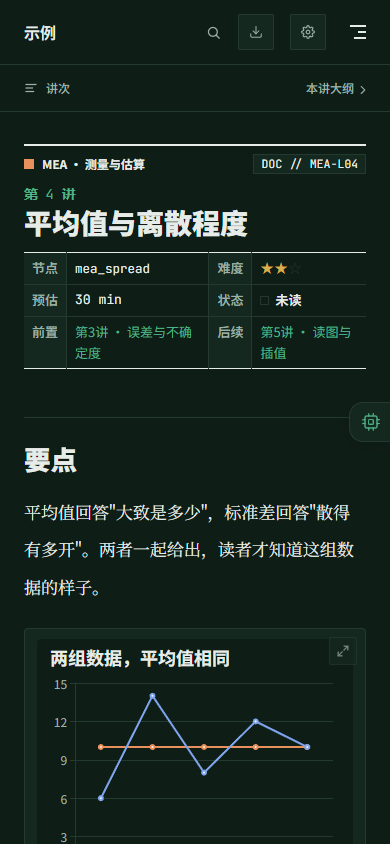 示例
讲次
本讲大纲
MEA · 测量与估算
DOC // MEA-L04
第 4 讲
平均值与离散程度
节点 mea_spread 难度 ★★☆
预估 30 min 状态 未读
前置 第3讲 · 误差与不确定度 后续 第5讲 · 读图与插值
要点
平均值回答"大致是多少"，标准差回答"散得
有多开"。两者一起给出，读者才知道这组数
据的样子。
两组数据，平均值相同
15
12
9
6
3